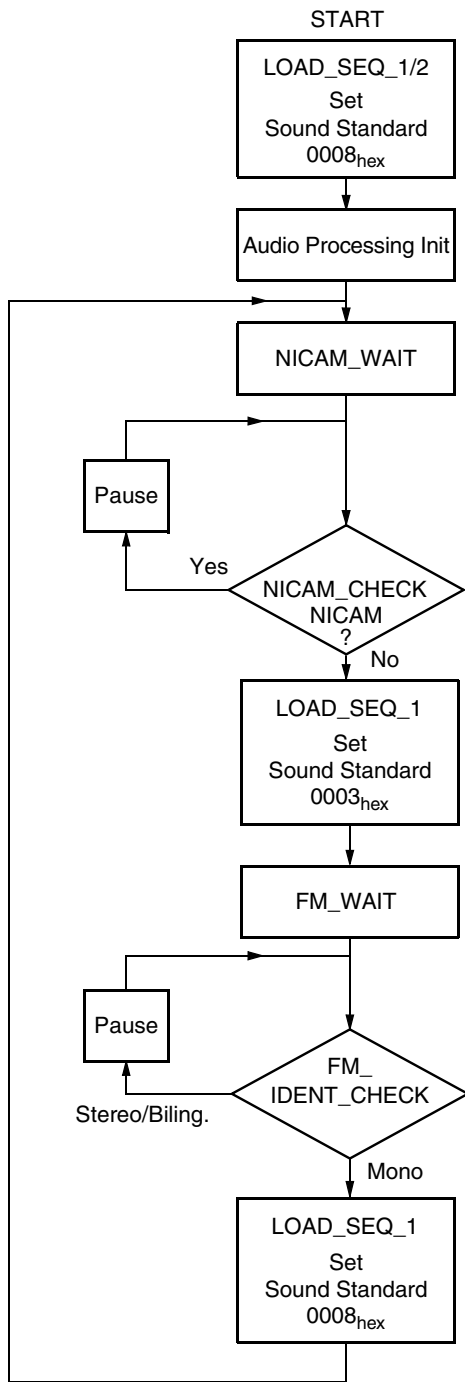 START
LOAD_SEQ_1/2
Set
Sound Standard
0008hex
Audio Processing Init
NICAM_WAIT
Pause
Yes
NICAM_CHECK
NICAM
?
No
LOAD_SEQ_1
Set
Sound Standard
0003hex
FM_WAIT
Pause
FM_
IDENT_CHECK
Stereo/Biling.
Mono
LOAD_SEQ_1
Set
Sound Standard
0008hex